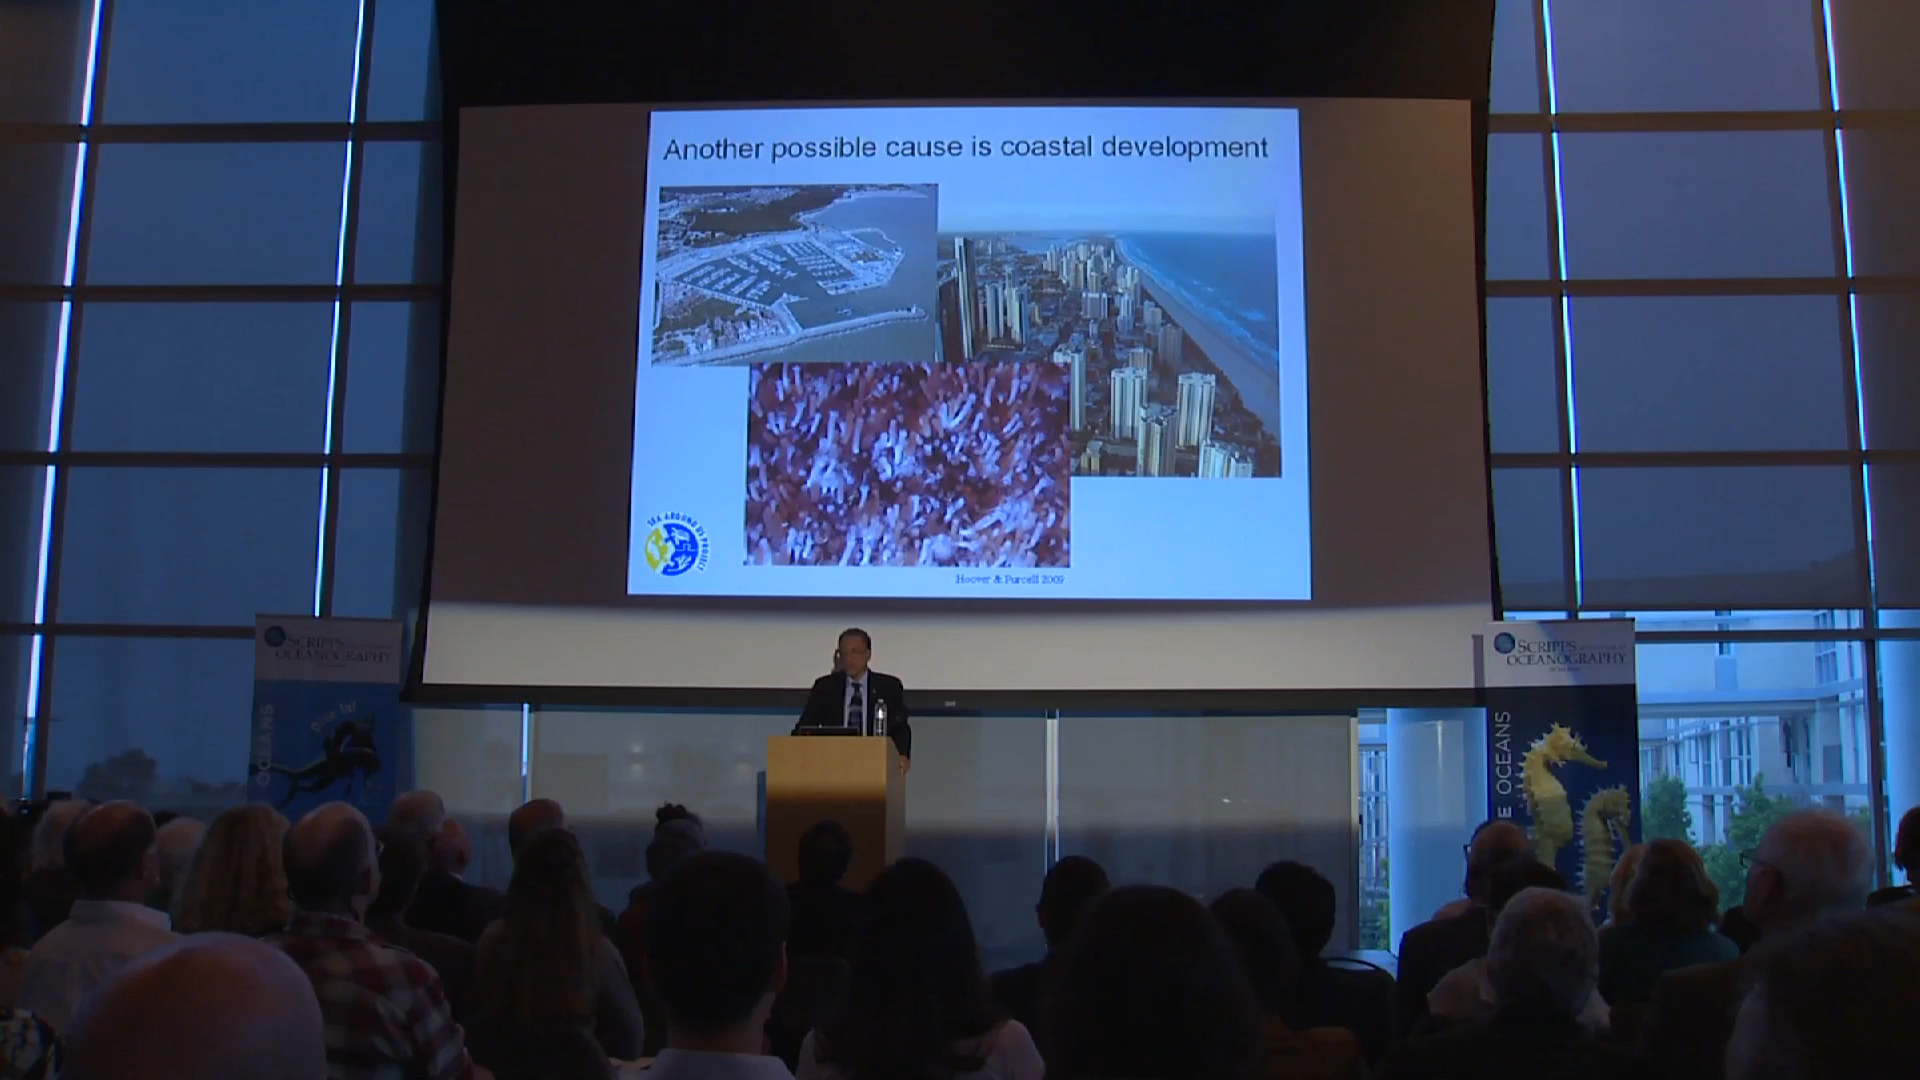 Another possible cause is coastal development
SEA AROUND US PROJECT
Hoover & Purcell 2009
SCRIPPS
OCEANOGRAPHY
OCEANS
SCRIPPS
OCEANOGRAPHY
OCEANS